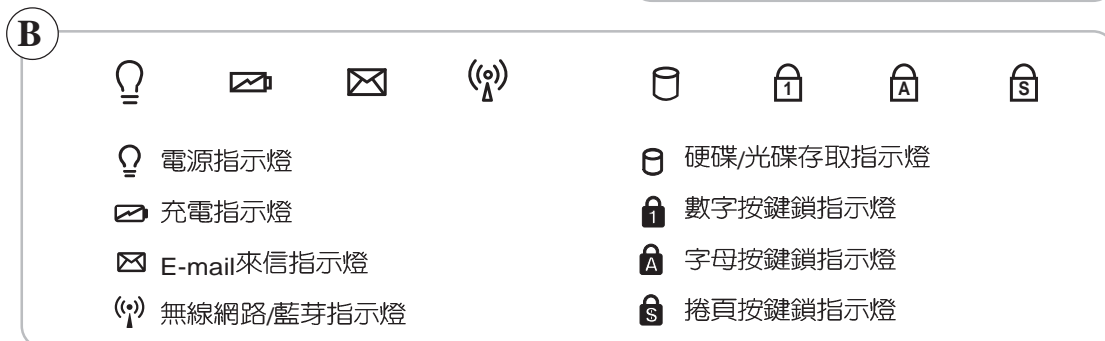 B
1 A S
電源指示燈
充電指示燈
E-mail來信指示燈
無線網路/藍芽指示燈
硬碟/光碟存取指示燈
1 數字按鍵鎖指示燈
A 字母按鍵鎖指示燈
S 捲頁按鍵鎖指示燈